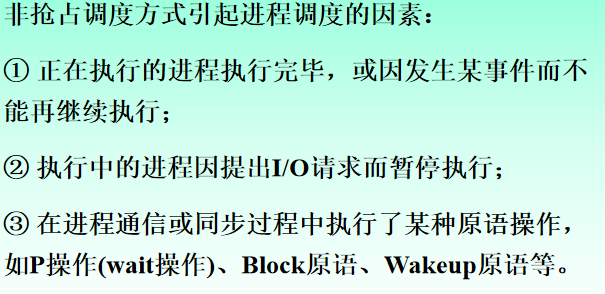 非抢占调度方式引起进程调度的因素：
① 正在执行的进程执行完毕，或因发生某事件而不
能再继续执行；
② 执行中的进程因提出I/O请求而暂停执行；
③ 在进程通信或同步过程中执行了某种原语操作，
如P操作(wait操作)、Block原语、Wakeup原语等。